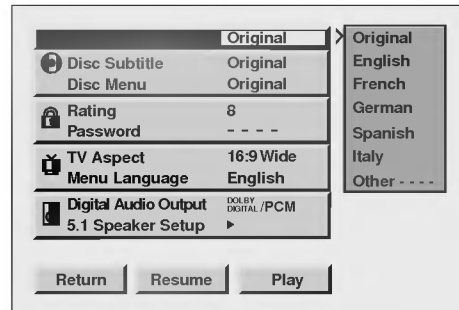 Original
Disc Subtitle Original
Disc Menu Original
Rating 8
Password - - - -
TV Aspect 16:9 Wide
Menu Language English
Digital Audio Output DOLBY DIGITAL /PCM
5.1 Speaker Setup ►
Original
English
French
German
Spanish
Italy
Other - - - -
Return Resume Play